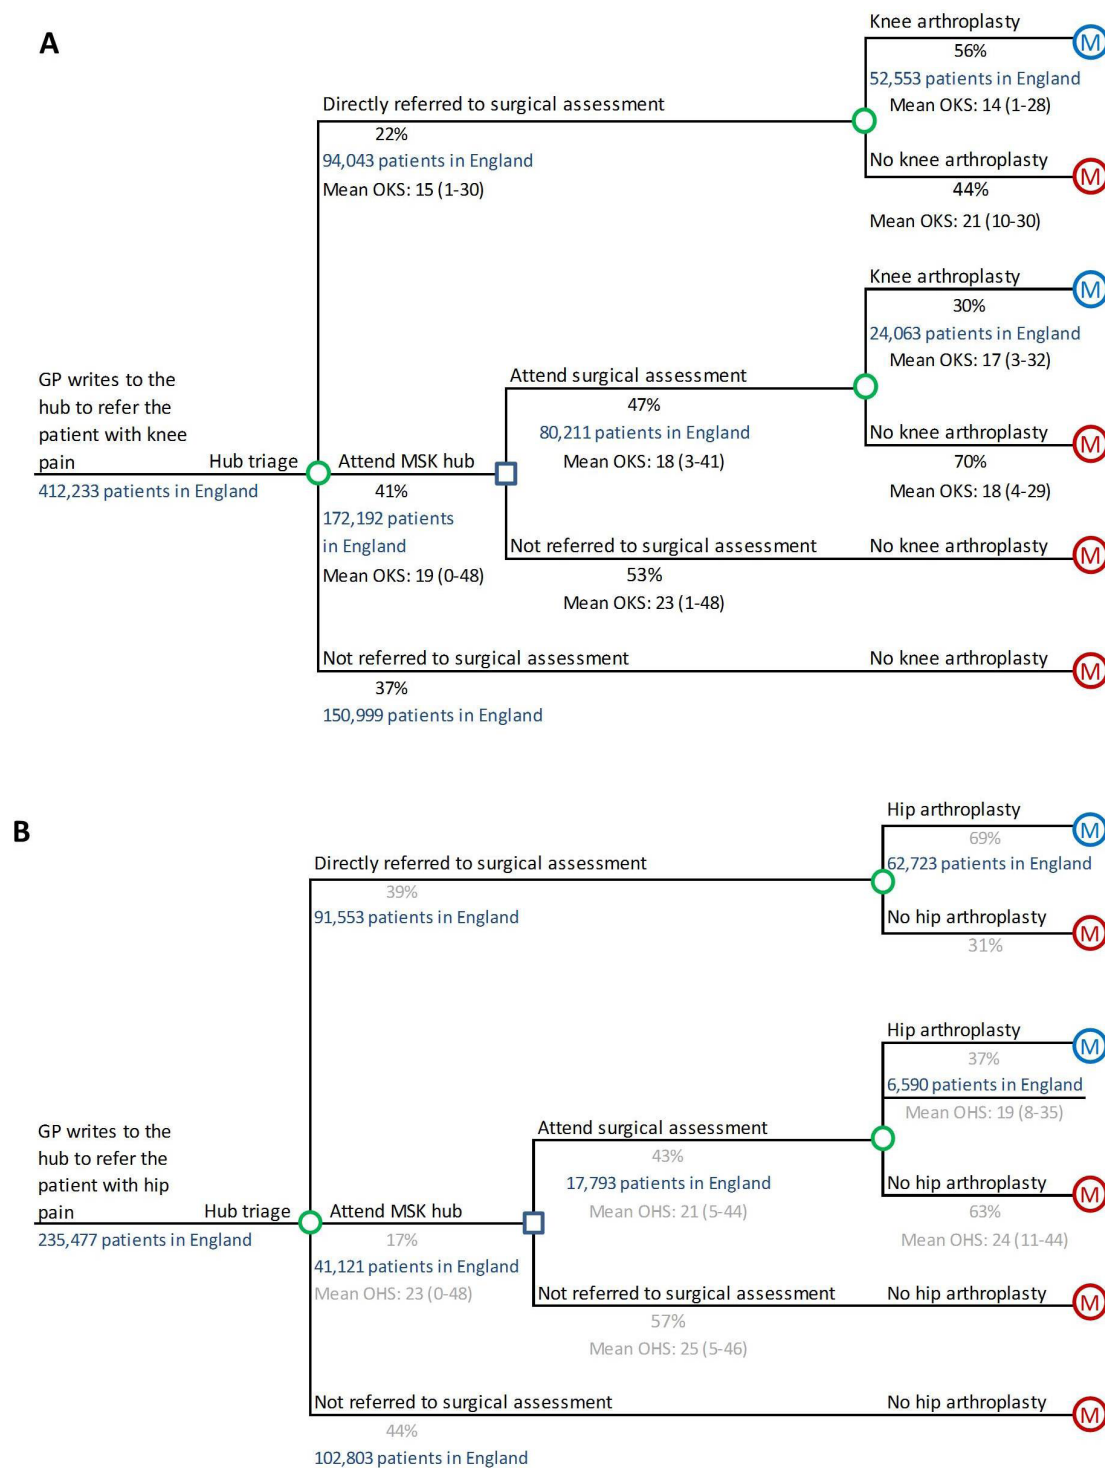 A
Knee arthroplasty
M
56%
52,553 patients in England
Mean OKS: 14 (1-28)
Directly referred to surgical assessment
22%
94,043 patients in England
Mean OKS: 15 (1-30)
No knee arthroplasty
M
44%
Mean OKS: 21 (10-30)
Knee arthroplasty
M
30%
24,063 patients in England
Mean OKS: 17 (3-32)
GP writes to the
hub to refer the
patient with knee
pain
Hub triage
412,233 patients in England
Attend MSK hub
41%
172,192 patients
in England
Mean OKS: 19 (0-48)
Attend surgical assessment
47%
80,211 patients in England
Mean OKS: 18 (3-41)
No knee arthroplasty
M
70%
Mean OKS: 18 (4-29)
Not referred to surgical assessment
No knee arthroplasty
M
53%
Mean OKS: 23 (1-48)
Not referred to surgical assessment
No knee arthroplasty
M
37%
150,999 patients in England
B
Hip arthroplasty
M
69%
62,723 patients in England
Directly referred to surgical assessment
39%
91,553 patients in England
No hip arthroplasty
M
31%
Hip arthroplasty
M
37%
6,590 patients in England
Mean OHS: 19 (8-35)
GP writes to the
hub to refer the
patient with hip
pain
Hub triage
235,477 patients in England
Attend MSK hub
17%
41,121 patients in England
Mean OHS: 23 (0-48)
Attend surgical assessment
43%
17,793 patients in England
Mean OHS: 21 (5-44)
No hip arthroplasty
M
63%
Mean OHS: 24 (11-44)
Not referred to surgical assessment
No hip arthroplasty
M
57%
Mean OHS: 25 (5-46)
Not referred to surgical assessment
No hip arthroplasty
M
44%
102,803 patients in England